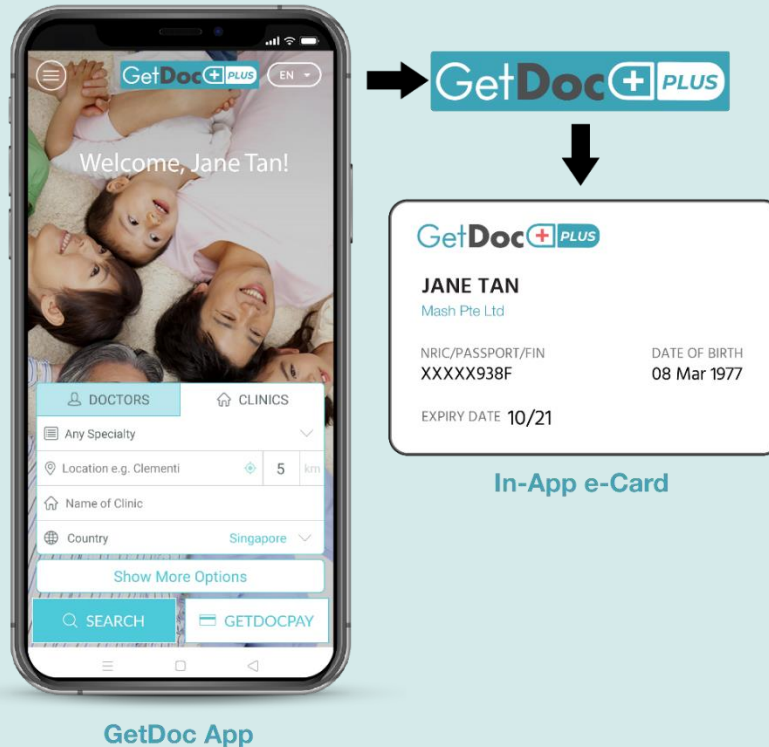 GetDoc PLUS
EN
Welcome, Jane Tan!
DOCTORS
CLINICS
Any Specialty
Location e.g. Clementi
5
km
Name of Clinic
Country
Singapore
Show More Options
SEARCH
GETDOCPAY
GetDoc App
GetDoc PLUS
GetDoc PLUS
JANE TAN
Mash Pte Ltd
NRIC/PASSPORT/FIN
DATE OF BIRTH
XXXXX938F
08 Mar 1977
EXPIRY DATE 10/21
In-App e-Card